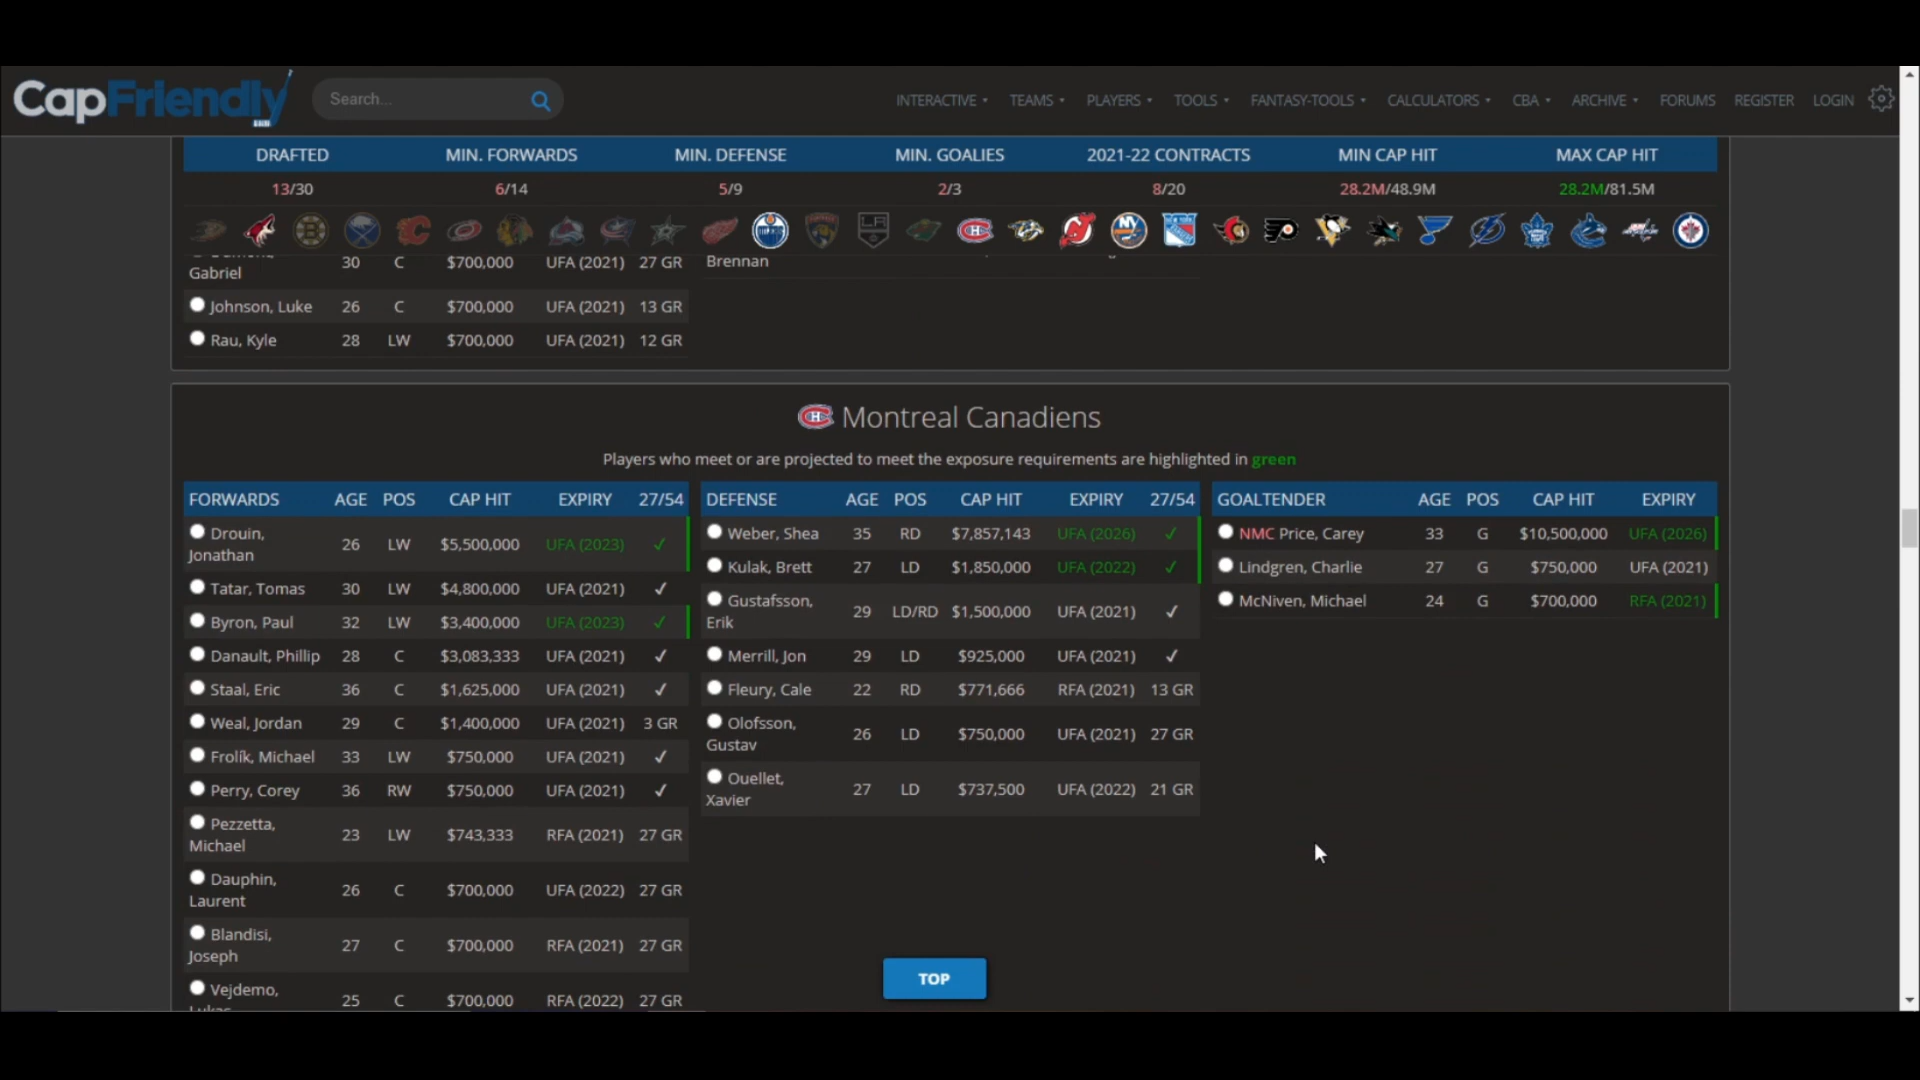 CapFriendly
Search...
INTERACTIVE TEAMS PLAYERS TOOLS FANTASY-TOOLS CALCULATORS CBA ARCHIVE FORUMS REGISTER LOGIN
DRAFTED MIN. FORWARDS MIN. DEFENSE MIN. GOALIES 2021-22 CONTRACTS MIN CAP HIT MAX CAP HIT
13/30 6/14 5/9 2/3 8/20 28.2M/48.9M 28.2M/81.5M
Gabriel 30 C $700,000 UFA (2021) 27 GR
Brennan
Johnson, Luke 26 C $700,000 UFA (2021) 13 GR
Rau, Kyle 28 LW $700,000 UFA (2021) 12 GR
Montreal Canadiens
Players who meet or are projected to meet the exposure requirements are highlighted in green
FORWARDS AGE POS CAP HIT EXPIRY 27/54
Drouin, Jonathan 26 LW $5,500,000 UFA (2023) ✓
Tatar, Tomas 30 LW $4,800,000 UFA (2021) ✓
Byron, Paul 32 LW $3,400,000 UFA (2023) ✓
Danault, Phillip 28 C $3,083,333 UFA (2021) ✓
Staal, Eric 36 C $1,625,000 UFA (2021) ✓
Weal, Jordan 29 C $1,400,000 UFA (2021) 3 GR
Frolík, Michael 33 LW $750,000 UFA (2021) ✓
Perry, Corey 36 RW $750,000 UFA (2021) ✓
Pezzetta, Michael 23 LW $743,333 RFA (2021) 27 GR
Dauphin, Laurent 26 C $700,000 UFA (2022) 27 GR
Blandisi, Joseph 27 C $700,000 RFA (2021) 27 GR
Vejdemo, 25 C $700,000 RFA (2022) 27 GR
DEFENSE AGE POS CAP HIT EXPIRY 27/54
Weber, Shea 35 RD $7,857,143 UFA (2026) ✓
Kulak, Brett 27 LD $1,850,000 UFA (2022) ✓
Gustafsson, Erik 29 LD/RD $1,500,000 UFA (2021) ✓
Merrill, Jon 29 LD $925,000 UFA (2021) ✓
Fleury, Cale 22 RD $771,666 RFA (2021) 13 GR
Olofsson, Gustav 26 LD $750,000 UFA (2021) 27 GR
Ouellet, Xavier 27 LD $737,500 UFA (2022) 21 GR
GOALTENDER AGE POS CAP HIT EXPIRY
NMC Price, Carey 33 G $10,500,000 UFA (2026)
Lindgren, Charlie 27 G $750,000 UFA (2021)
McNiven, Michael 24 G $700,000 RFA (2021)
TOP